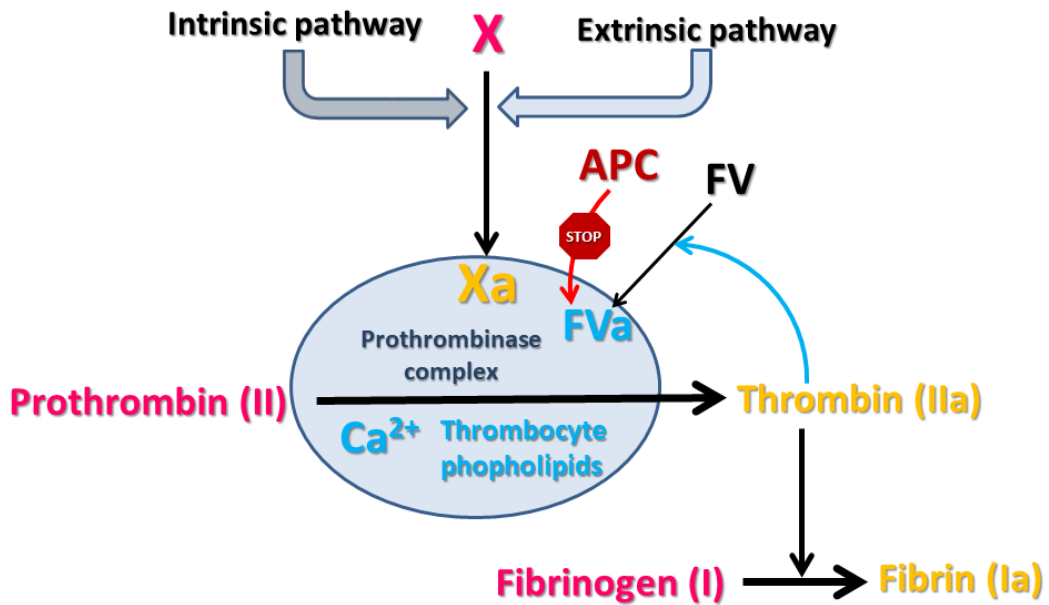 Intrinsic pathway
X
Extrinsic pathway
APC
FV
STOP
Xa
FVa
Prothrombinase
complex
Prothrombin (II)
Thrombin (IIa)
Ca²⁺
Thrombocyte
phopholipids
Fibrinogen (I)
Fibrin (Ia)